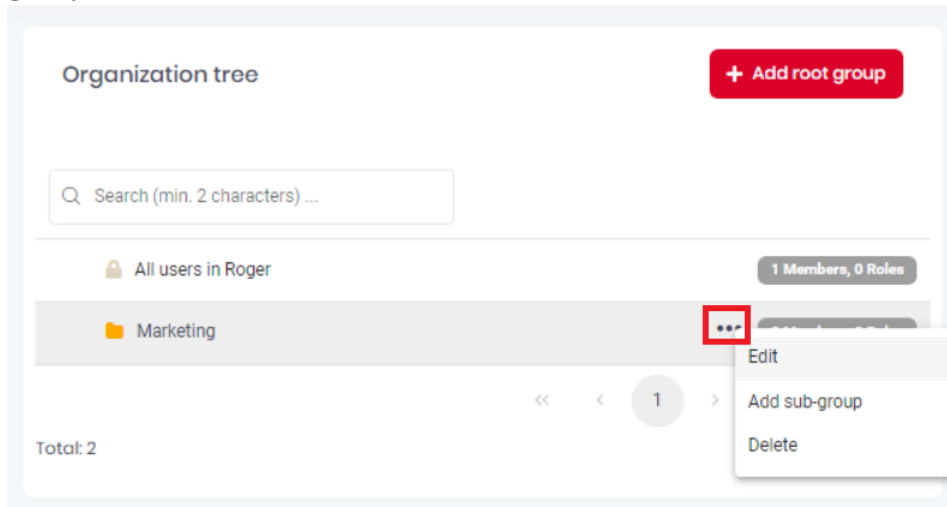 Organization tree
+ Add root group
Search (min. 2 characters) ...
All users in Roger
1 Members, 0 Roles
Marketing
•••
Edit
<< < 1 >
Add sub-group
Total: 2
Delete